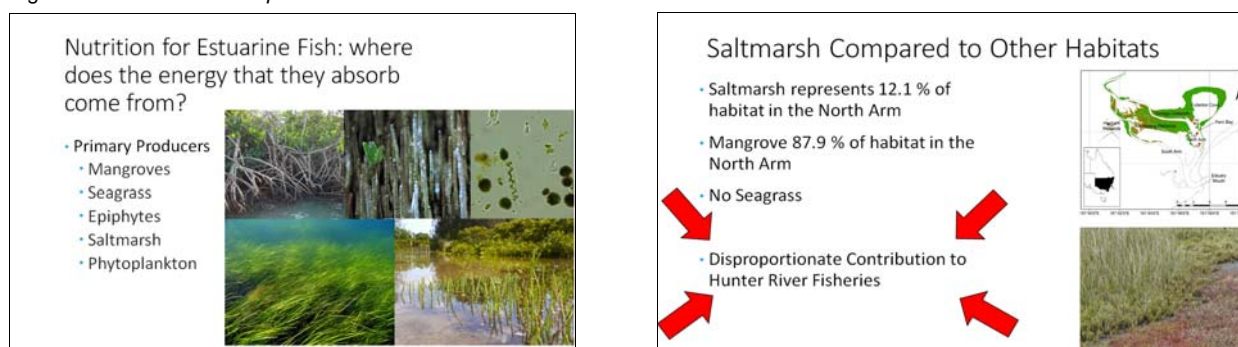 Nutrition for Estuarine Fish: where
does the energy that they absorb
come from?
• Primary Producers
• Mangroves
• Seagrass
• Epiphytes
• Saltmarsh
• Phytoplankton
Saltmarsh Compared to Other Habitats
• Saltmarsh represents 12.1 % of
habitat in the North Arm
• Mangrove 87.9 % of habitat in the
North Arm
• No Seagrass
• Disproportionate Contribution to
Hunter River Fisheries
Fern Bay
South Arm